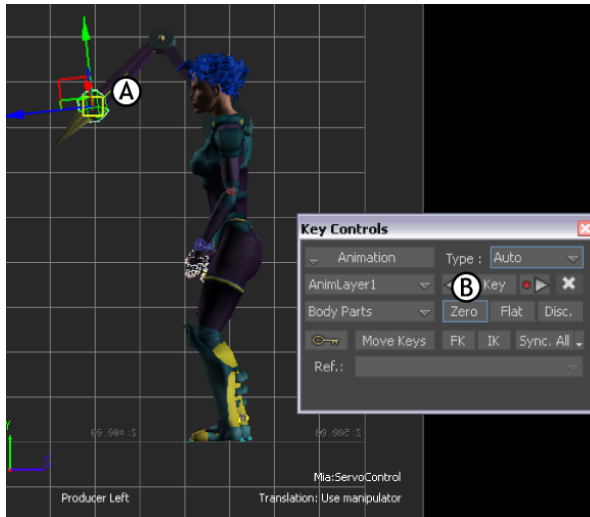 A
Key Controls
Animation
Type :
Auto
AnimLayer1
B
Key
Body Parts
Zero
Flat
Disc.
Move Keys
FK
IK
Sync. All
Ref.:
Y
Z
Mia:ServoControl
Producer Left
Translation: Use manipulator